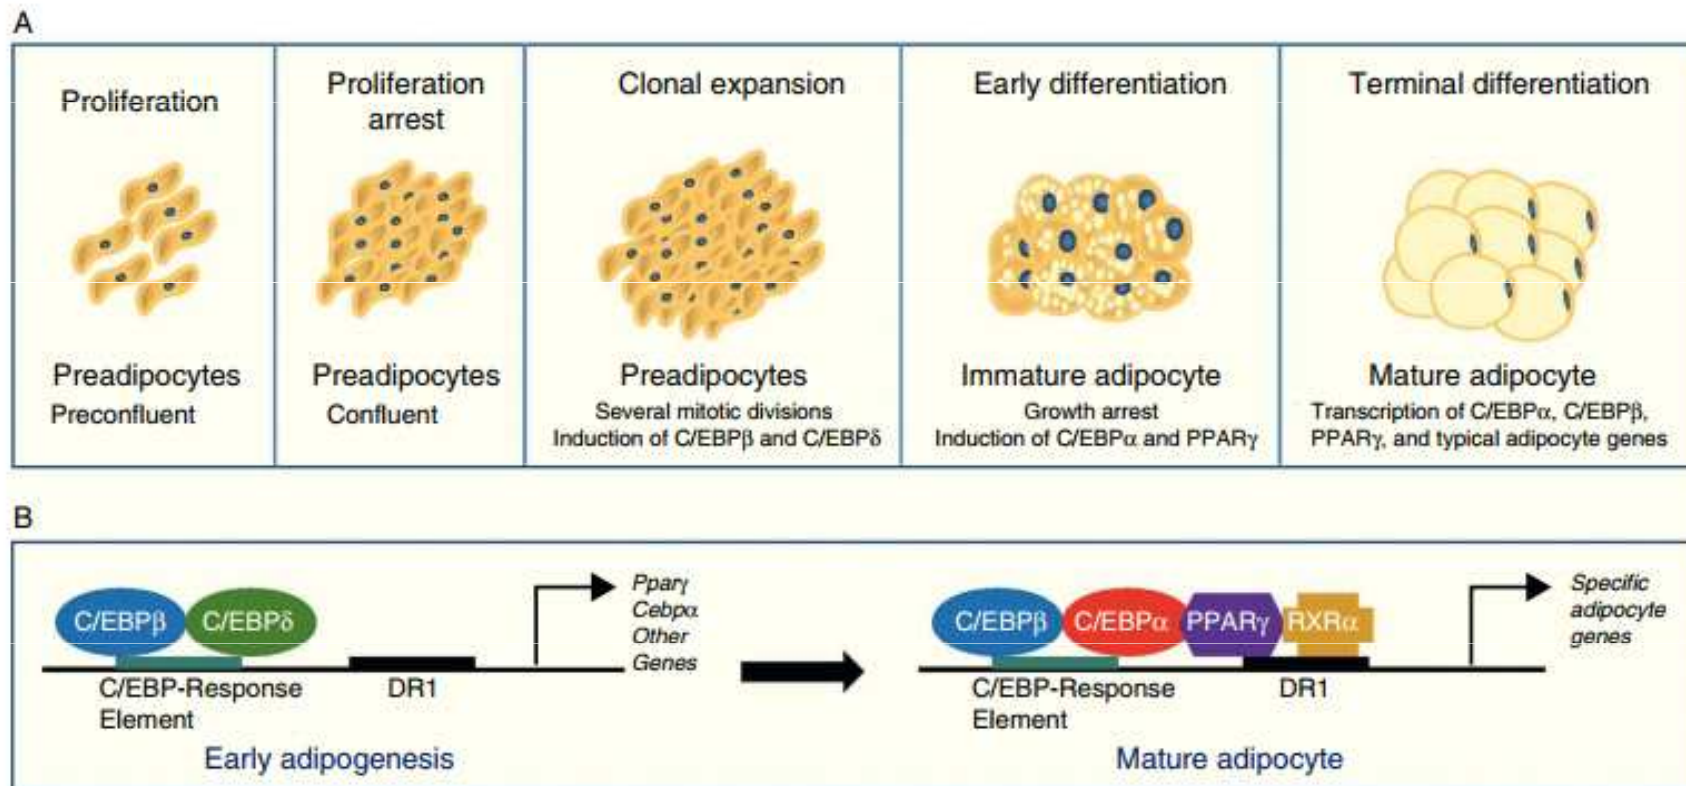 A
Proliferation
Preadipocytes
Preconfluent
Proliferation
arrest
Preadipocytes
Confluent
Clonal expansion
Preadipocytes
Several mitotic divisions
Induction of C/EBPβ and C/EBPδ
Early differentiation
Immature adipocyte
Growth arrest
Induction of C/EBPα and PPARγ
Terminal differentiation
Mature adipocyte
Transcription of C/EBPα, C/EBPβ,
PPARγ, and typical adipocyte genes
B
C/EBPβ
C/EBPδ
Pparγ
Cebpα
Other
Genes
C/EBP-Response
Element
DR1
Early adipogenesis
C/EBPβ
C/EBPα
PPARγ
RXRα
Specific
adipocyte
genes
C/EBP-Response
Element
DR1
Mature adipocyte